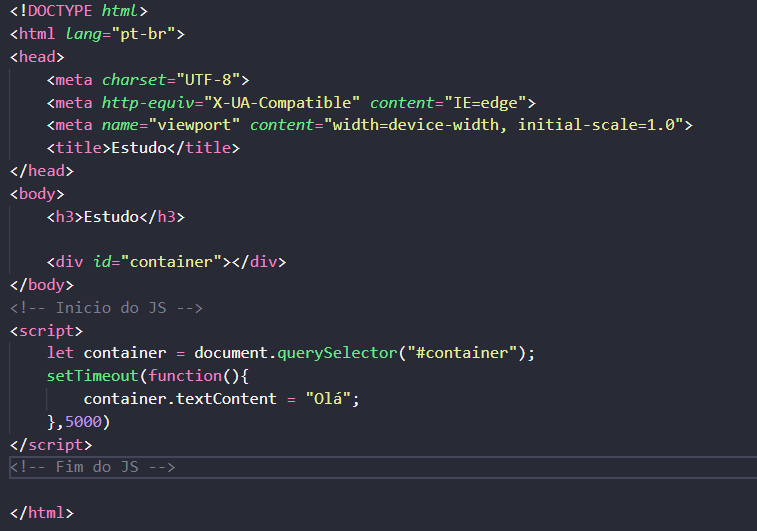 <!DOCTYPE html>
<html lang="pt-br">
<head>
    <meta charset="UTF-8">
    <meta http-equiv="X-UA-Compatible" content="IE=edge">
    <meta name="viewport" content="width=device-width, initial-scale=1.0">
    <title>Estudo</title>
</head>
<body>
    <h3>Estudo</h3>

    <div id="container"></div>
</body>
<!-- Inicio do JS -->
<script>
    let container = document.querySelector("#container");
    setTimeout(function(){
        container.textContent = "Olá";
    },5000)
</script>
<!-- Fim do JS -->

</html>